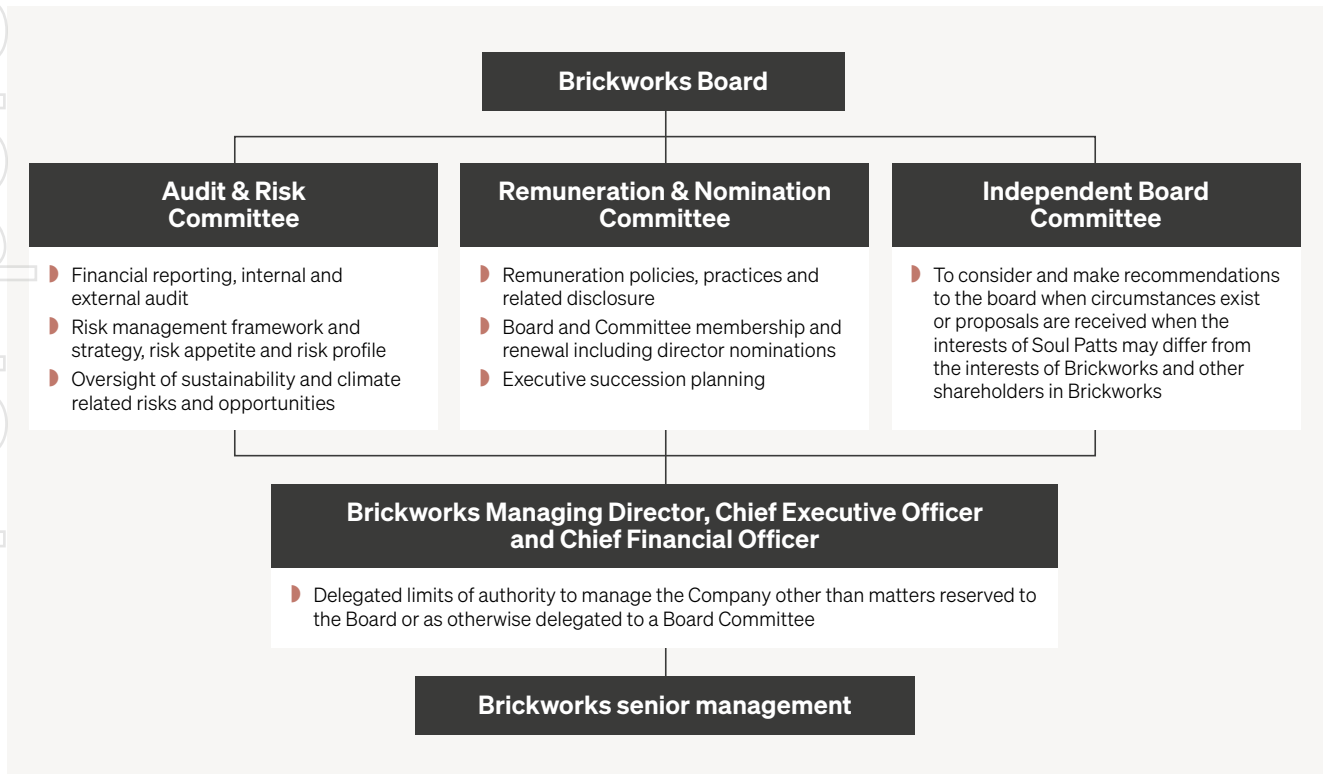 Brickworks Board
Audit & Risk
Committee
Financial reporting, internal and
external audit
Risk management framework and
strategy, risk appetite and risk profile
Oversight of sustainability and climate
related risks and opportunities
Remuneration & Nomination
Committee
Remuneration policies, practices and
related disclosure
Board and Committee membership and
renewal including director nominations
Executive succession planning
Independent Board
Committee
To consider and make recommendations
to the board when circumstances exist
or proposals are received when the
interests of Soul Patts may differ from
the interests of Brickworks and other
shareholders in Brickworks
Brickworks Managing Director, Chief Executive Officer
and Chief Financial Officer
Delegated limits of authority to manage the Company other than matters reserved to
the Board or as otherwise delegated to a Board Committee
Brickworks senior management